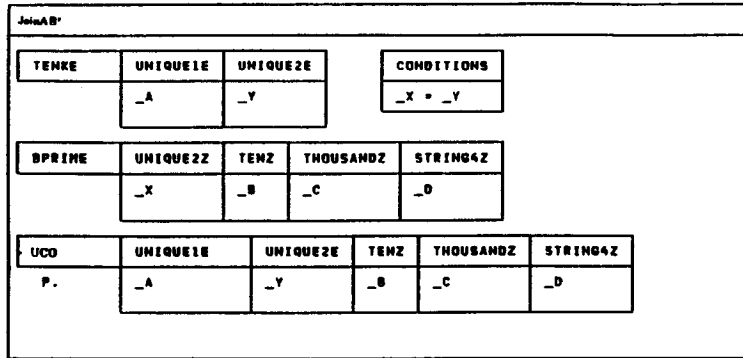 JoinAB'
TENKE UNIQUE1E UNIQUE2E CONDITIONS
_A _Y _X = _Y
BPRIME UNIQUE2Z TENZ THOUSANDZ STRING4Z
_X _B _C _D
UCO UNIQUE1E UNIQUE2E TENZ THOUSANDZ STRING4Z
P. _A _Y _B _C _D